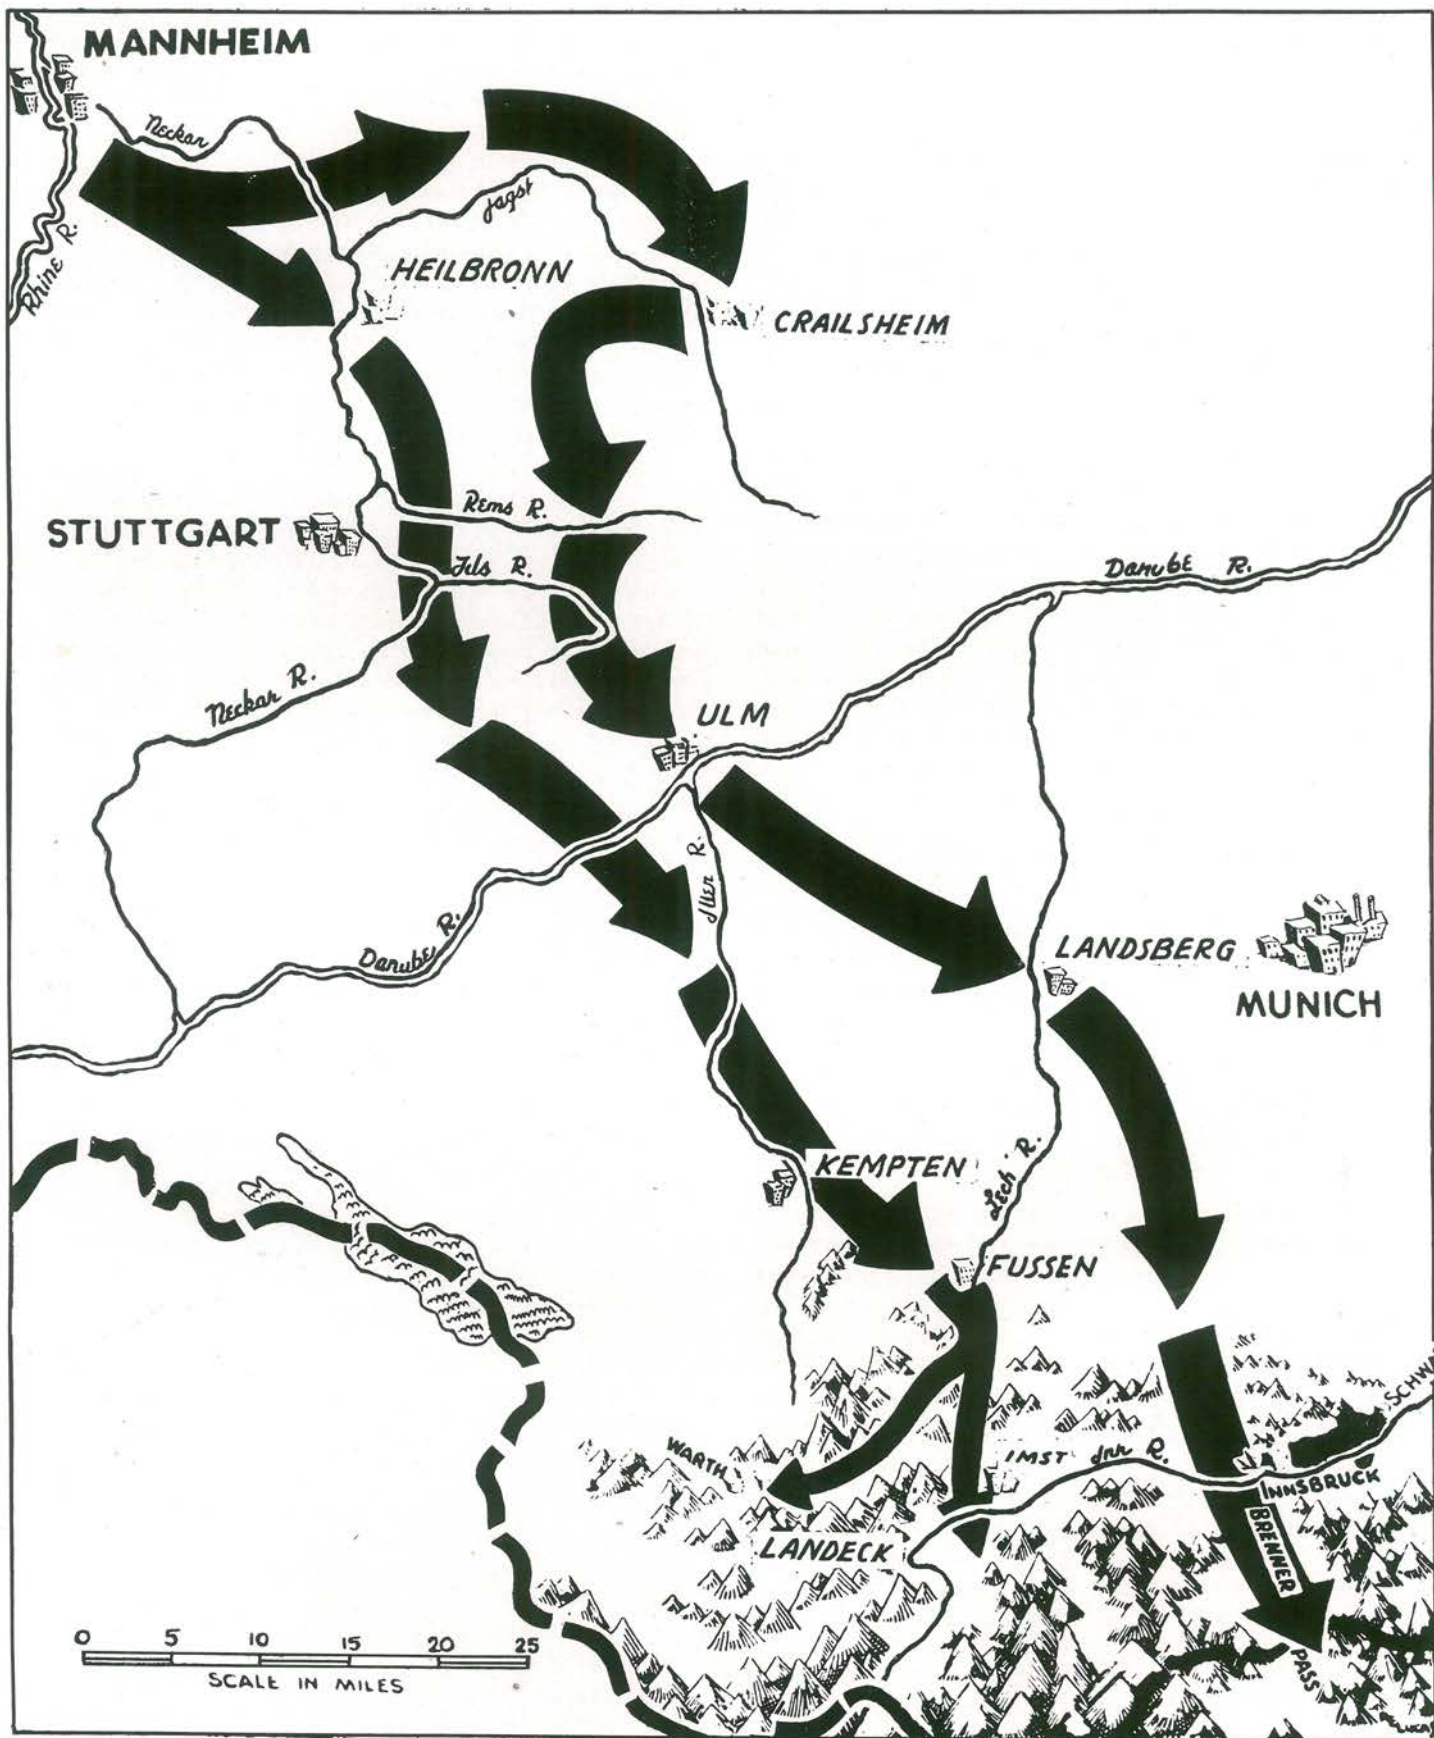 MANNHEIM
Neckar
Rhine R.
Jagst
HEILBRONN
CRAILSHEIM
Rems R.
STUTTGART
Fils R.
Danube R.
Neckar R.
ULM
Iller R.
Danube R.
LANDSBERG
MUNICH
KEMPTEN
Lech R.
FUSSEN
SCHWA
WARTH
IMST
Inn R.
INNSBRUCK
LANDECK
BRENNER
PASS
0 5 10 15 20 25
SCALE IN MILES